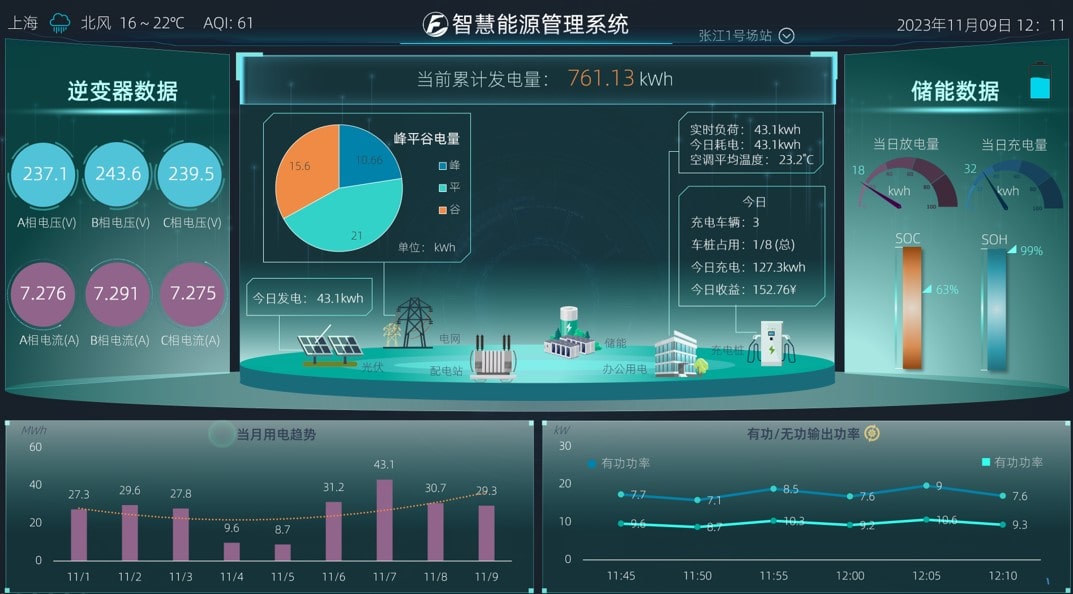 上海 北风 16～22℃ AQI: 61
智慧能源管理系统
张江1号场站
2023年11月09日 12：11
逆变器数据
237.1 243.6 239.5
A相电压(V) B相电压(V) C相电压(V)
7.276 7.291 7.275
A相电流(A) B相电流(A) C相电流(A)
当前累计发电量： 761.13 kWh
峰平谷电量
峰
平
谷
15.6
10.66
21
单位： kWh
今日发电：43.1kwh
实时负荷：43.1kwh
今日耗电：43.1kwh
空调平均温度：23.2℃
今日
充电车辆：3
车桩占用：1/8 (总)
今日充电：127.3kwh
今日收益：152.76¥
光伏
电网
配电站
储能
办公用电
充电桩
储能数据
当日放电量 当日充电量
18 kwh 100
32 kwh 100
SOC SOH
63%
99%
当月用电趋势
MWh
60
40
20
0
27.3 29.6 27.8 9.6 8.7 31.2 43.1 30.7 29.3
11/1 11/2 11/3 11/4 11/5 11/6 11/7 11/8 11/9
有功/无功输出功率
kW
30
20
10
0
有功功率 有功功率
7.7 7.1 8.5 7.6 9 7.6
9.6 8.7 10.3 9.2 10.6 9.3
11:45 11:50 11:55 12:00 12:05 12:10